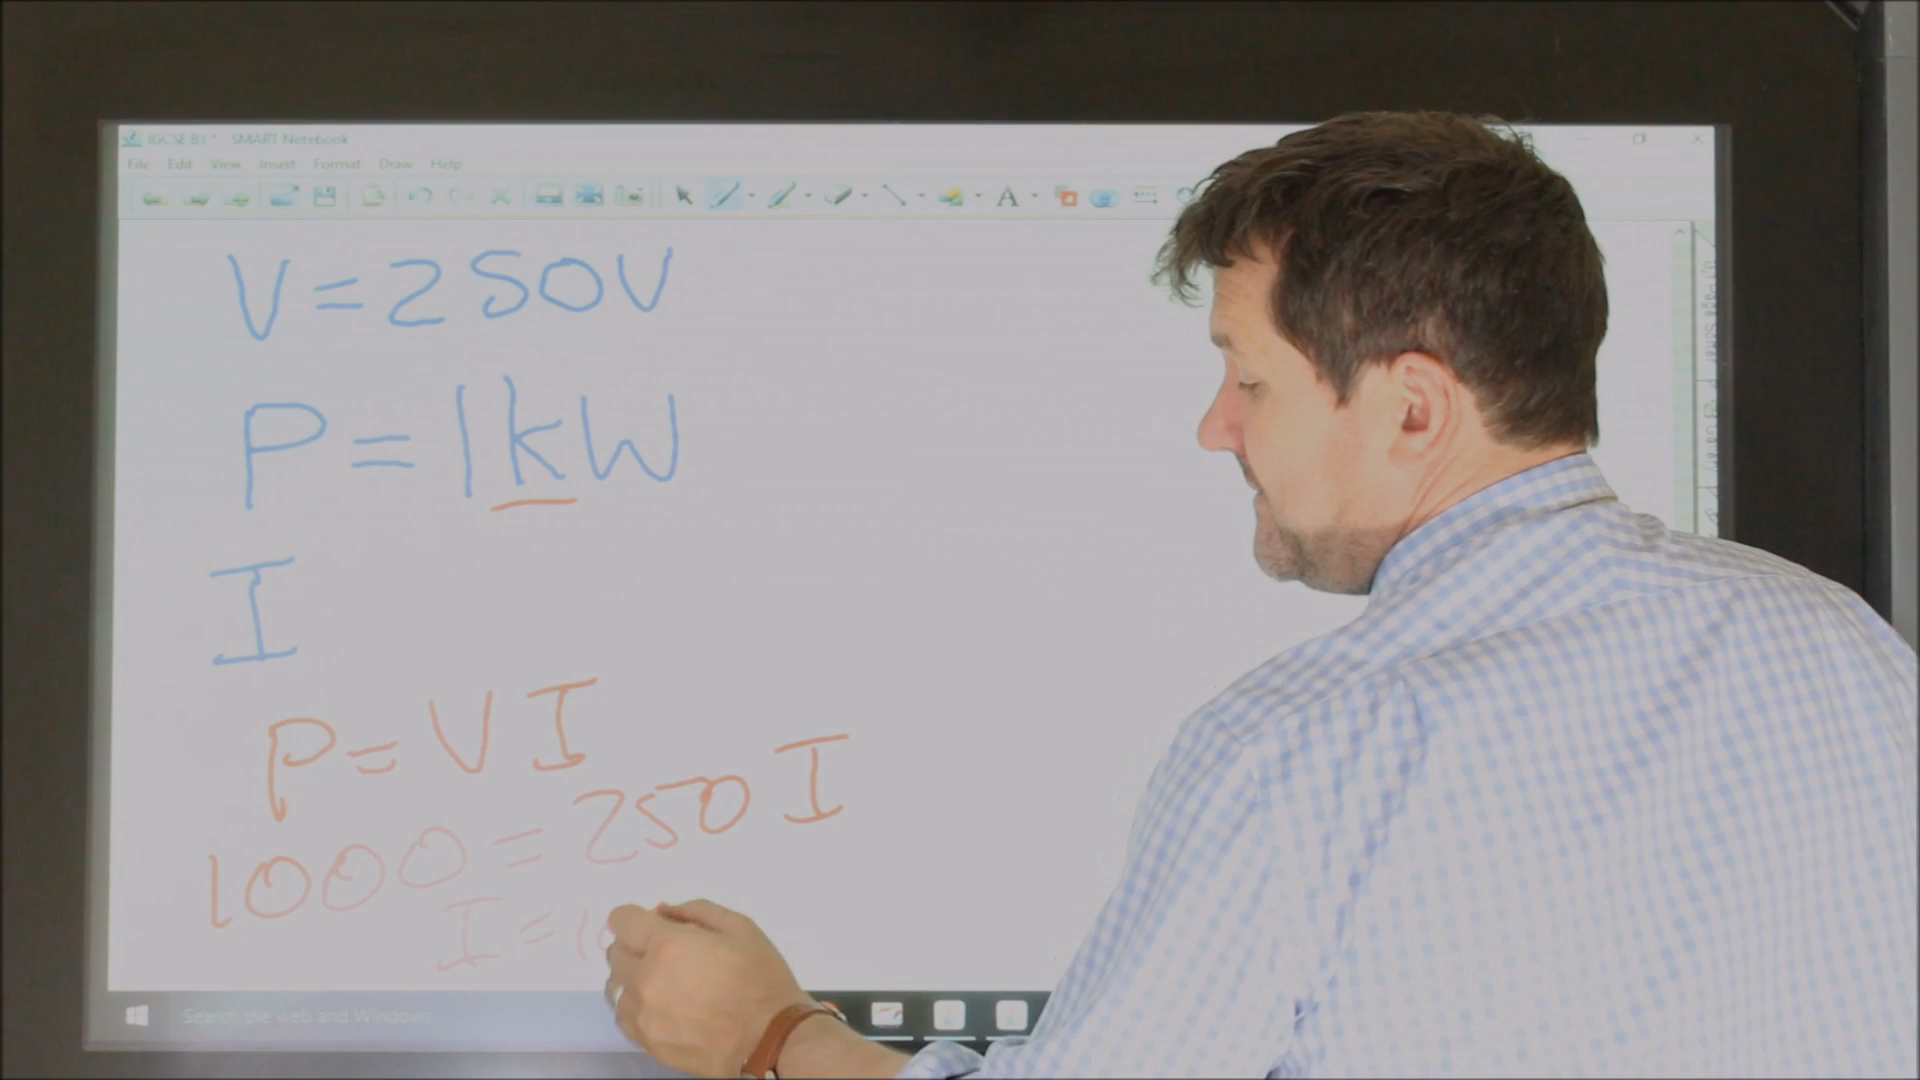 IGCSE B1 * - SMART Notebook
File Edit View Insert Format Draw Help
V=250V
P=1kW
I
P=VI
1000=250I
I=10
Search the web and Windows